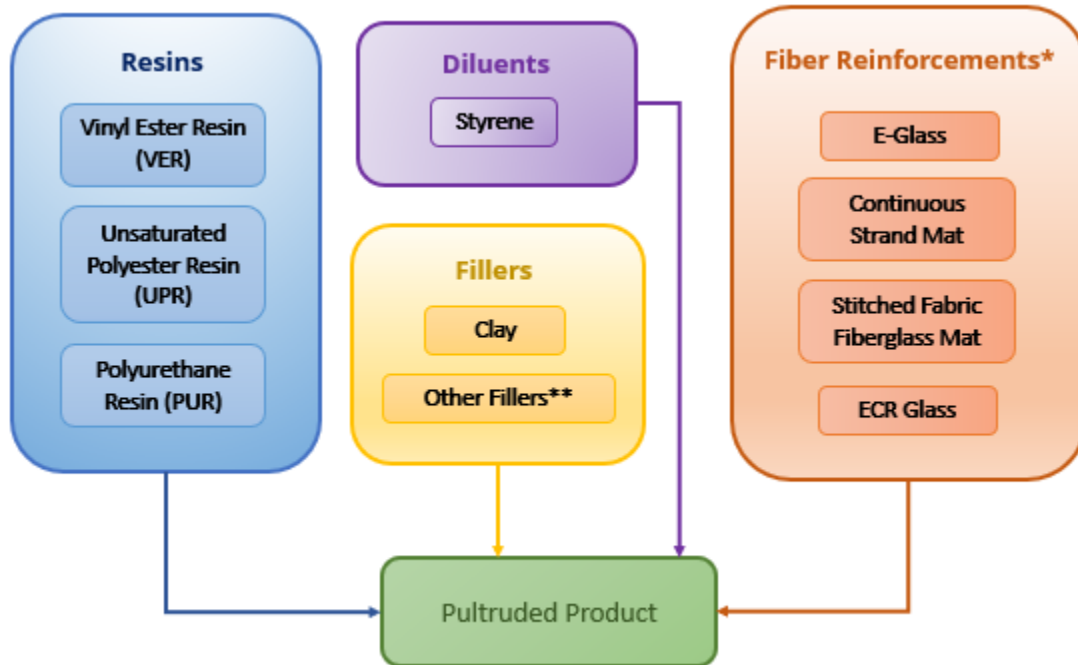 Resins
Vinyl Ester Resin
(VER)
Unsaturated
Polyester Resin
(UPR)
Polyurethane
Resin (PUR)
Diluents
Styrene
Fillers
Clay
Other Fillers**
Fiber Reinforcements*
E-Glass
Continuous
Strand Mat
Stitched Fabric
Fiberglass Mat
ECR Glass
Pultruded Product